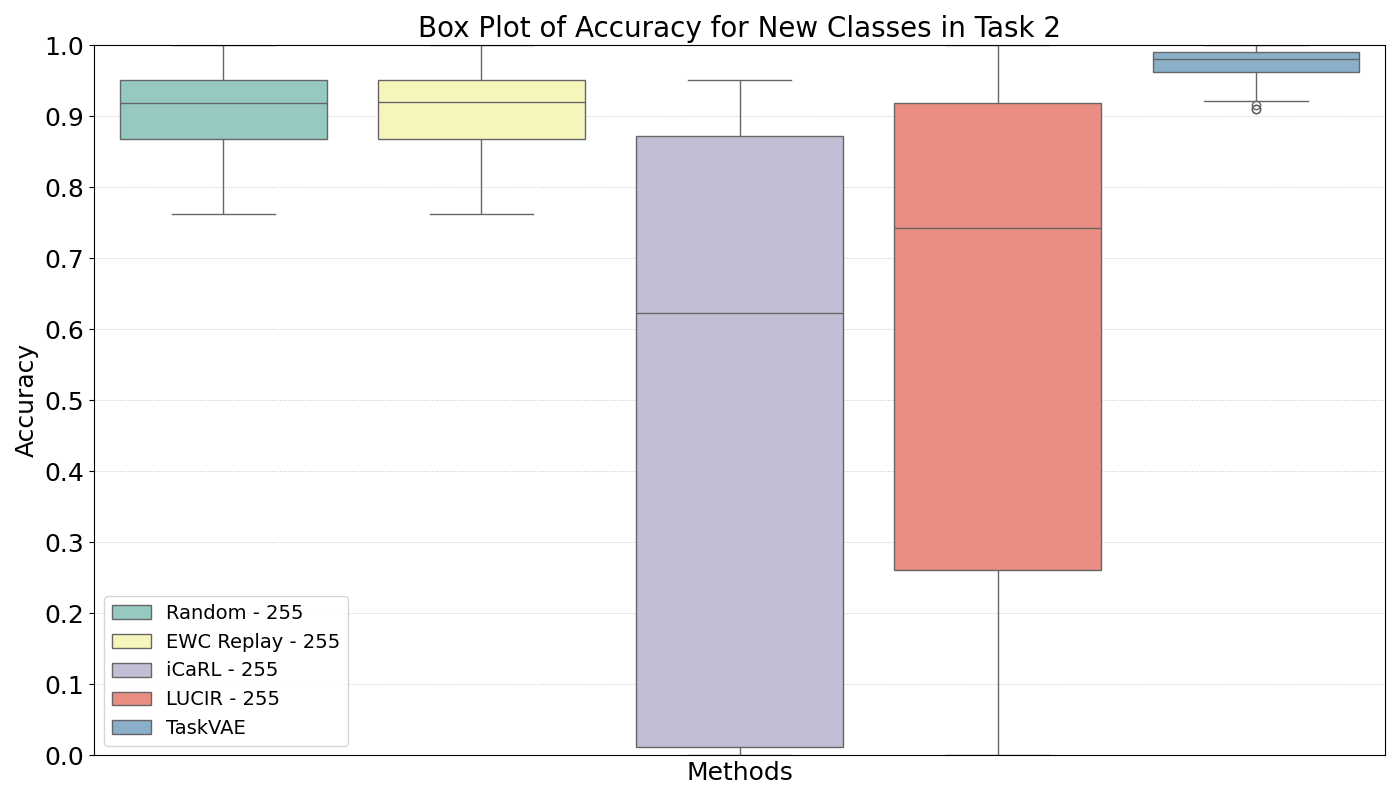 Box Plot of Accuracy for New Classes in Task 2
1.0
0.9
0.8
0.7
0.6
0.5
0.4
0.3
0.2
0.1
0.0
Accuracy
Random - 255
EWC Replay - 255
iCaRL - 255
LUCIR - 255
TaskVAE
Methods